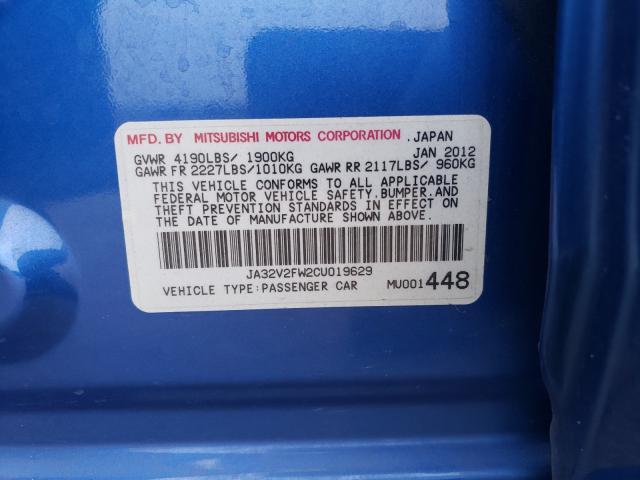 MFD. BY MITSUBISHI MOTORS CORPORATION .JAPAN
GVWR 4190LBS/ 1900KG JAN 2012
GAWR FR 2227LBS/1010KG GAWR RR 2117LBS/ 960KG
THIS VEHICLE CONFORMS TO ALL APPLICABLE
FEDERAL MOTOR VEHICLE SAFETY,BUMPER,AND
THEFT PREVENTION STANDARDS IN EFFECT ON
THE DATE OF MANUFACTURE SHOWN ABOVE.
JA32V2FW2CU019629
VEHICLE TYPE:PASSENGER CAR MU001448